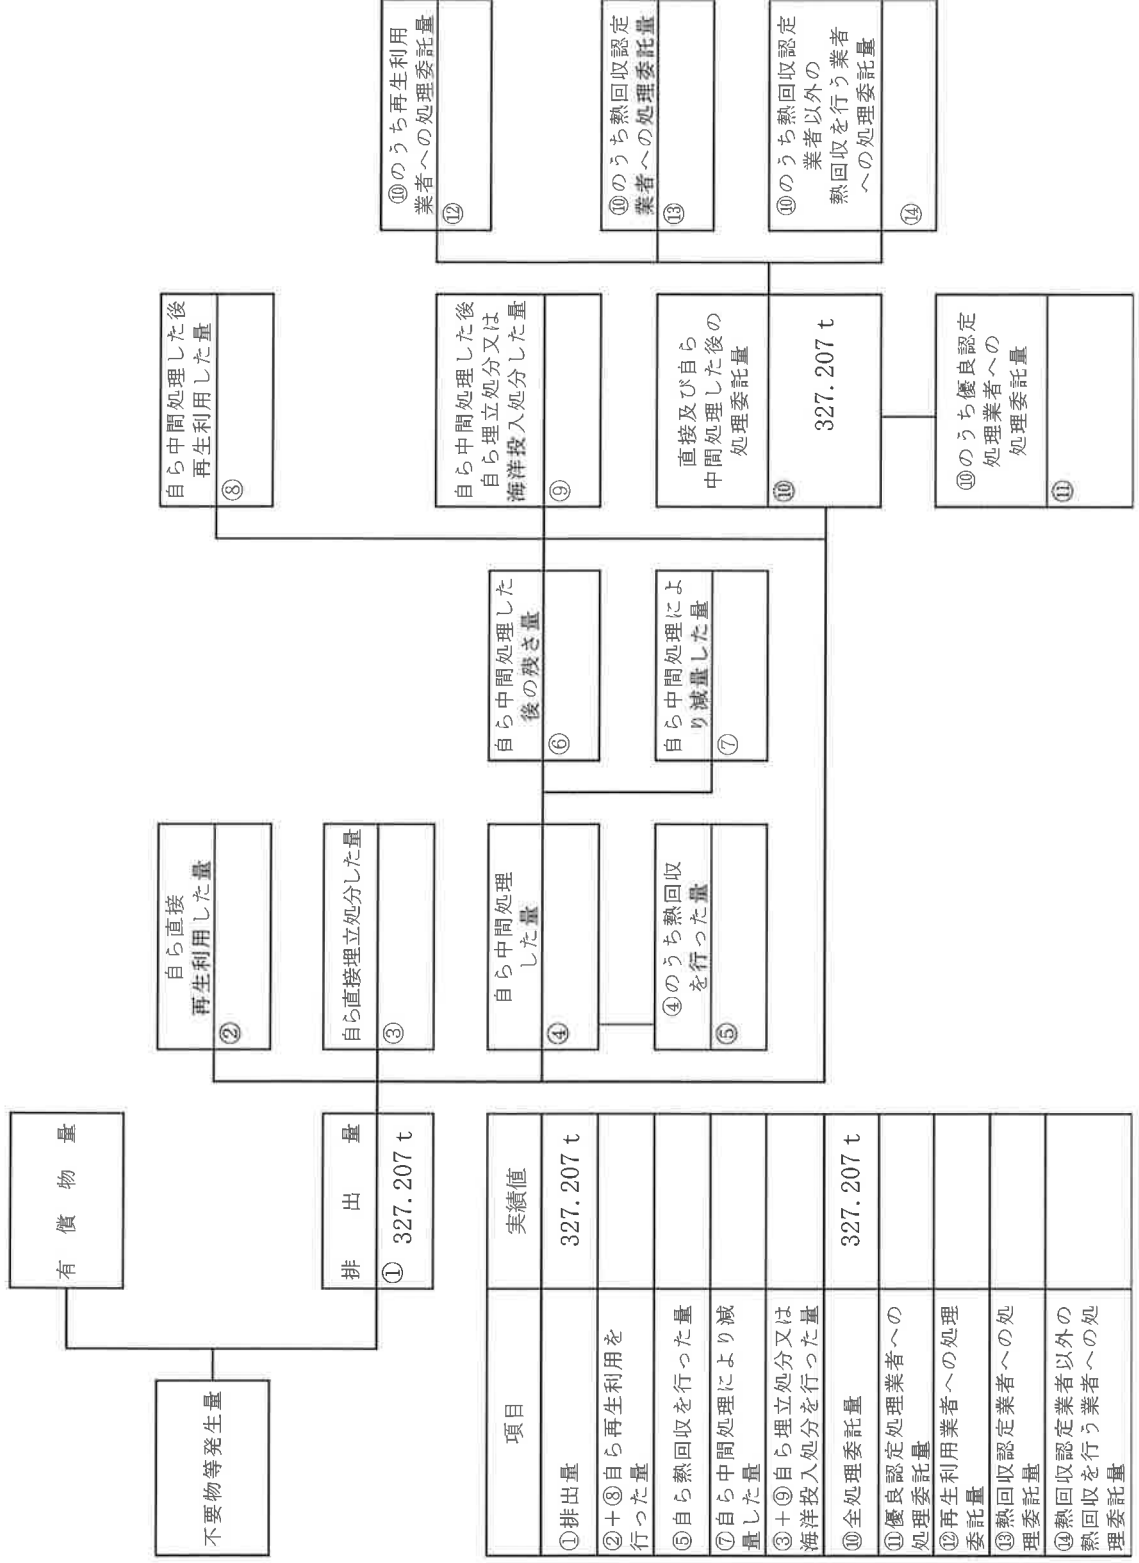 有償物量
不要物等発生量
排出量
① 327.207 t
自ら直接
再生利用した量
②
自ら直接埋立処分した量
③
自ら中間処理
した量
④
④のうち熱回収
を行った量
⑤
自ら中間処理した
後の残さ量
⑥
自ら中間処理によ
り減量した量
⑦
自ら中間処理した後
再生利用した量
⑧
自ら中間処理した後
自ら埋立処分又は
海洋投入処分した量
⑨
直接及び自ら
中間処理した後の
処理委託量
⑩
327.207 t
⑩のうち優良認定
処理業者への
処理委託量
⑪
⑩のうち再生利用
業者への処理委託量
⑫
⑩のうち熱回収認定
業者への処理委託量
⑬
⑩のうち熱回収認定
業者以外の
熱回収を行う業者
への処理委託量
⑭
項目 実績値
①排出量 327.207 t
②＋⑧自ら再生利用を
行った量
⑤自ら熱回収を行った量
⑦自ら中間処理により減
量した量
③＋⑨自ら埋立処分又は
海洋投入処分を行った量
⑩全処理委託量 327.207 t
⑪優良認定処理業者への
処理委託量
⑫再生利用業者への処理
委託量
⑬熱回収認定業者への処
理委託量
⑭熱回収認定業者以外の
熱回収を行う業者への処
理委託量